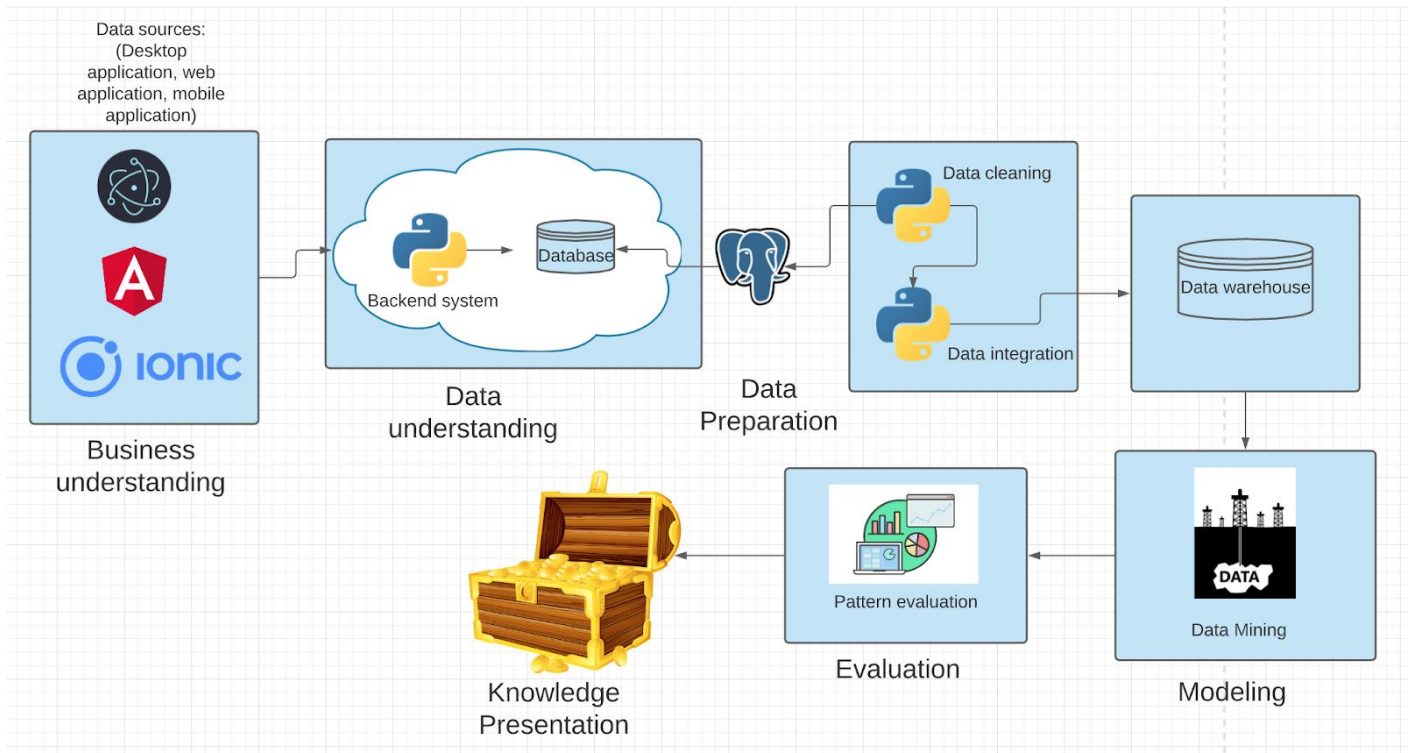 Data sources:
(Desktop
application, web
application, mobile
application)
IONIC
Business
understanding
Backend system
Database
Data
understanding
Data
Preparation
Data cleaning
Data integration
Data warehouse
DATA
Data Mining
Modeling
Pattern evaluation
Evaluation
Knowledge
Presentation